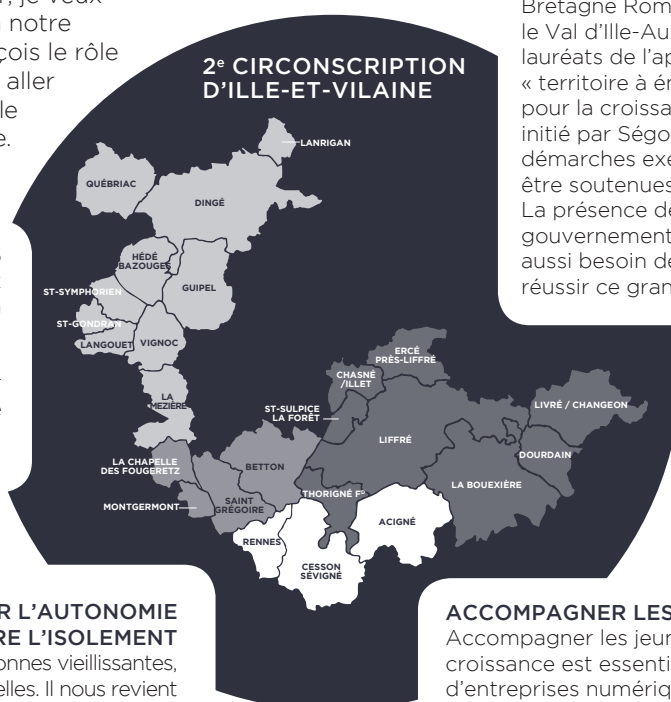 r, je veux
notre
çois le rôle
aller
le
e.
2e CIRCONSCRIPTION
D'ILLE-ET-VILAINE
Bretagne Rom
le Val d'Ille-Au
lauréats de l'ap
« territoire à én
pour la croissa
initié par Ségo
démarches exe
être soutenues
La présence de
gouvernement
aussi besoin de
réussir ce gran
LANRIGAN
QUÉBRIAC
DINGÉ
HÉDÉ
BAZOUGES
GUIPEL
ST-SYMPHORIEN
ST-GONDRAN
LANGOUET
VIGNOC
LA
MEZIÈRE
ERCÉ
PRÈS-LIFFRÉ
CHASNÉ
/ILLET
ST-SULPICE
LA FORÊT
LIFFRÉ
LIVRÉ / CHANGEON
DOURDAIN
LA BOUEXIÈRE
LA CHAPELLE
DES FOUGERETZ
BETTON
MONTGERMONT
SAINT
GRÉGOIRE
THORIGNÉ Fd
ACIGNÉ
RENNES
CESSON
SÉVIGNÉ
R L'AUTONOMIE
RE L'ISOLEMENT
onnes vieillissantes,
elles. Il nous revient
ACCOMPAGNER LES
Accompagner les jeun
croissance est essenti
d'entreprises numériq